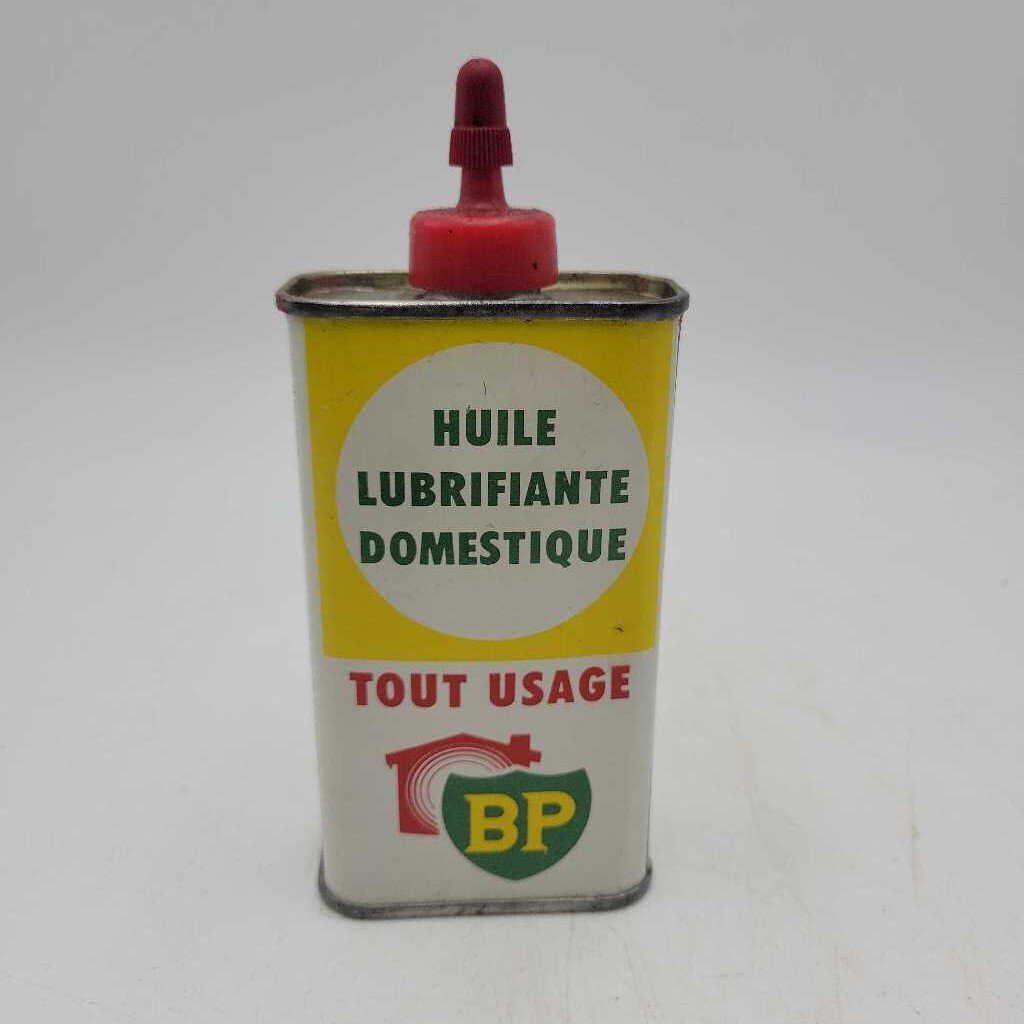 HUILE
LUBRIFIANTE
DOMESTIQUE
TOUT USAGE
BP